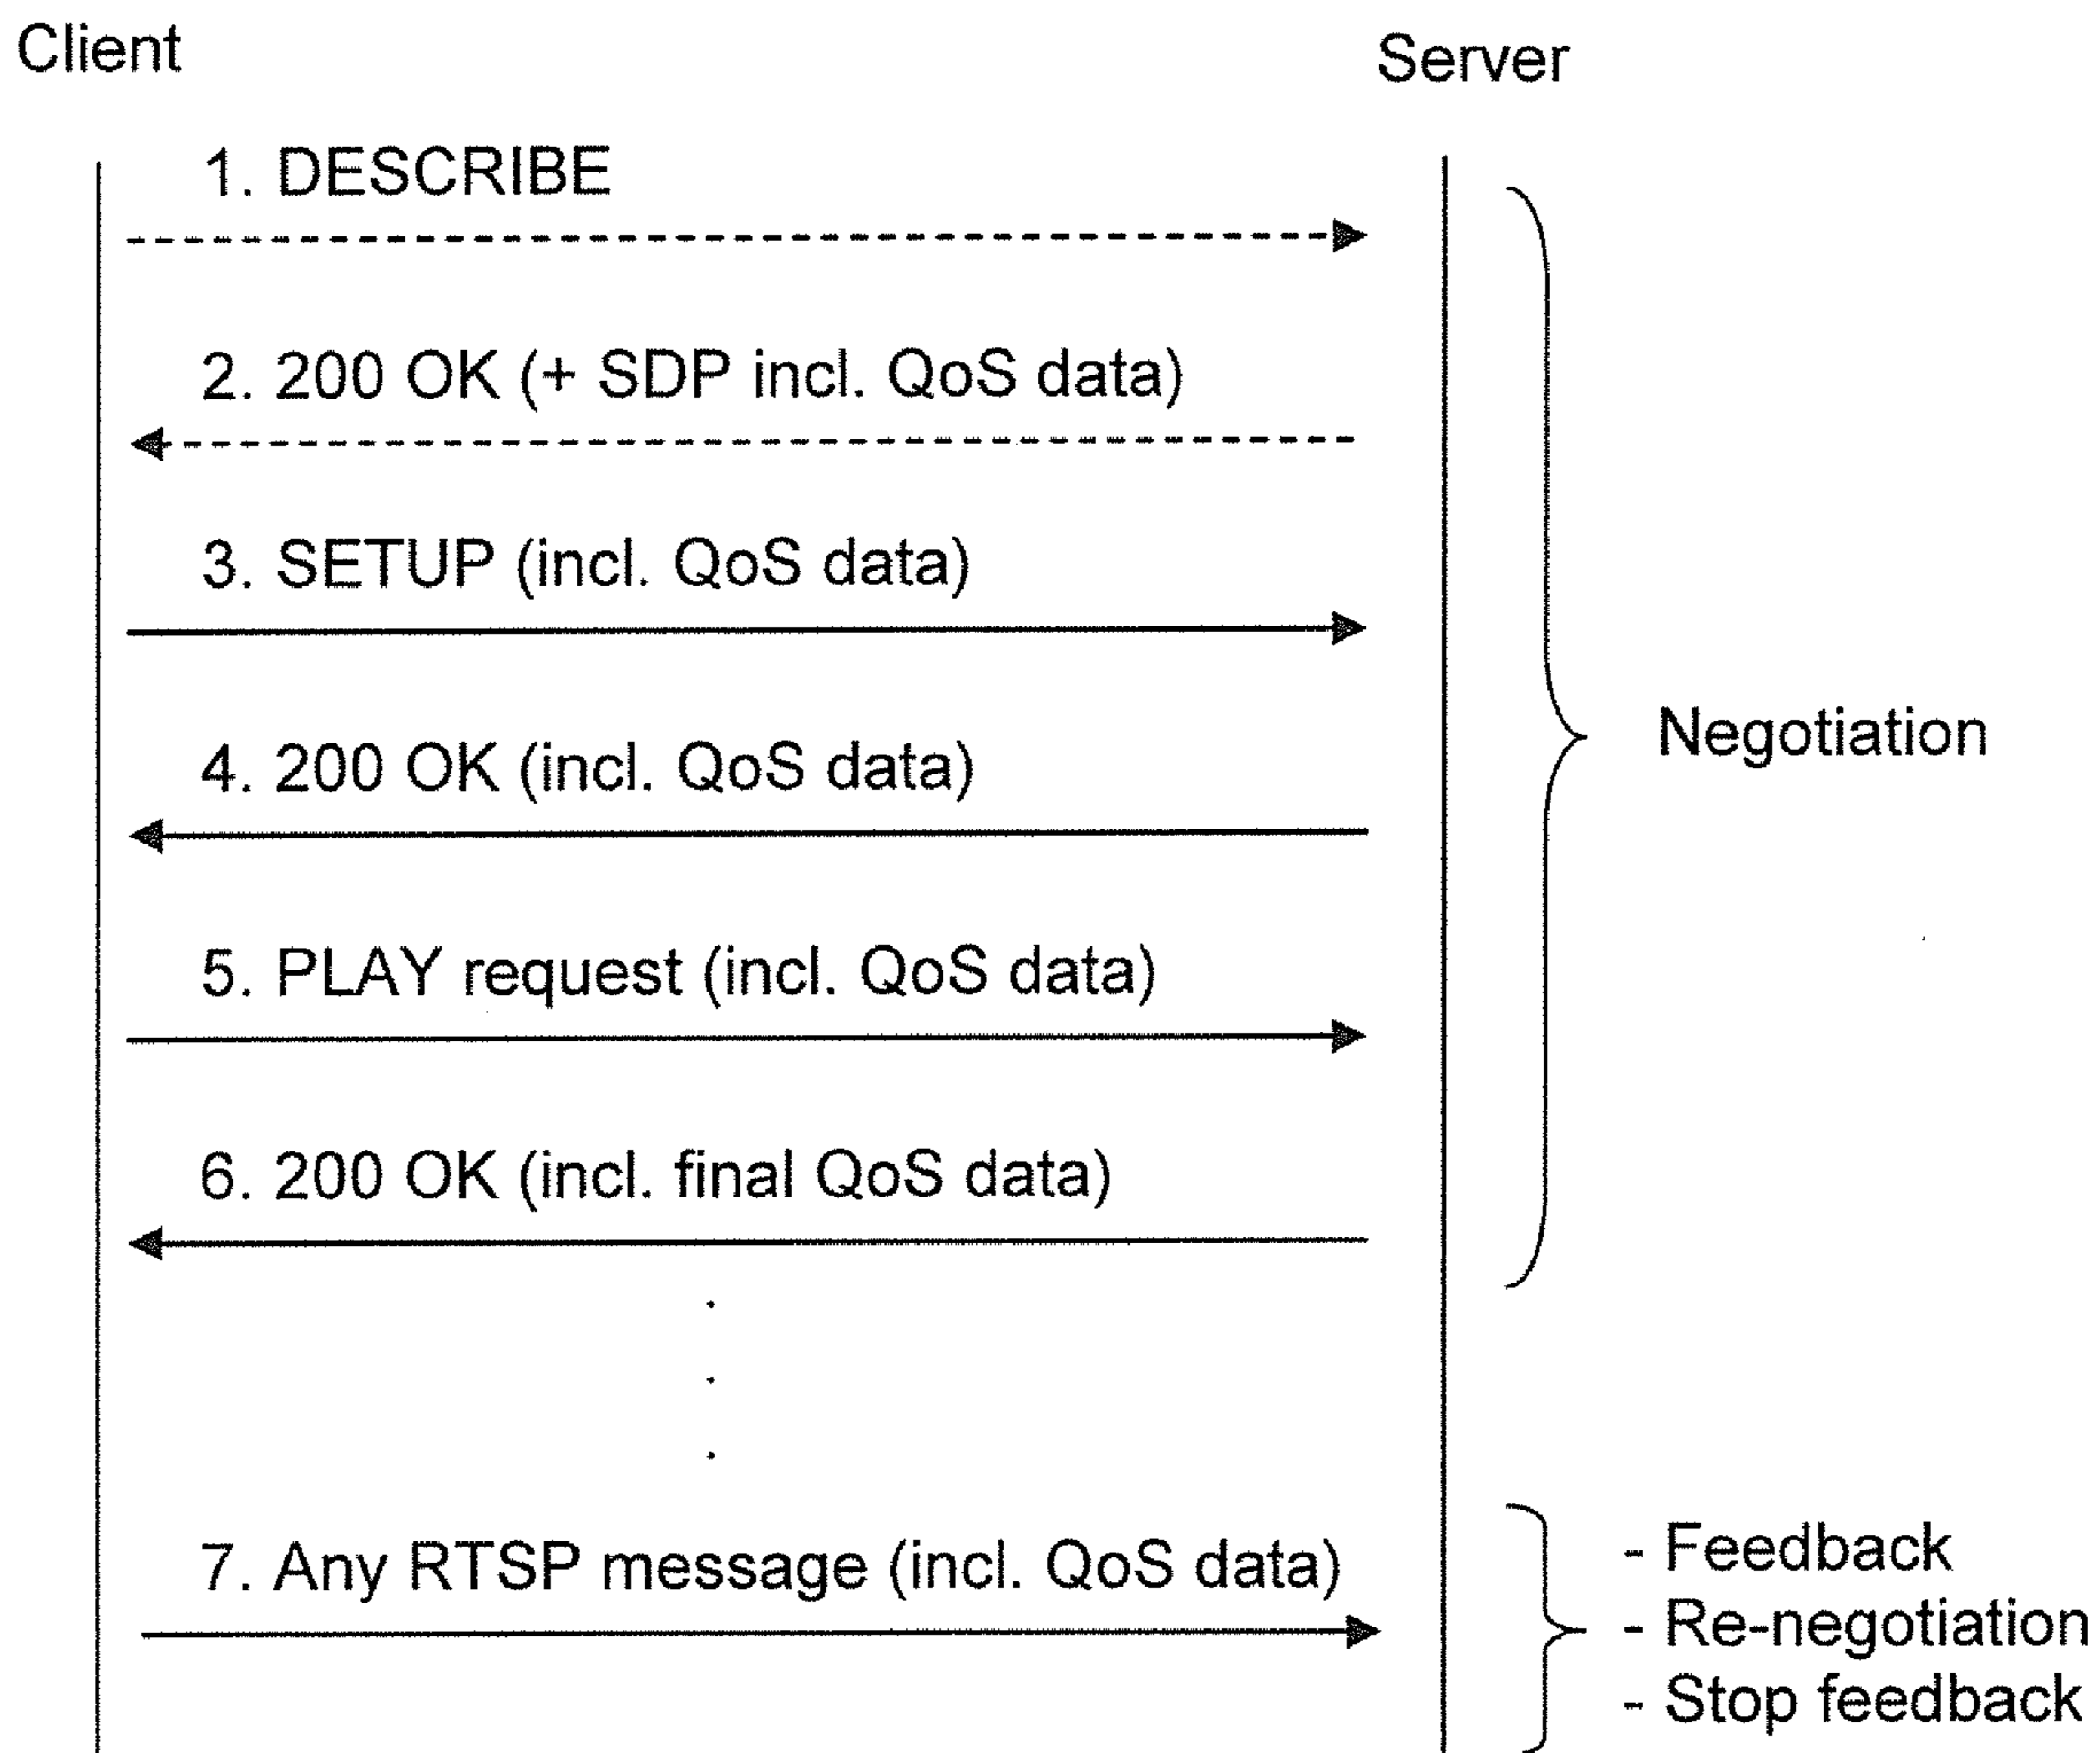 Client
Server
1. DESCRIBE
2. 200 OK (+ SDP incl. QoS data)
3. SETUP (incl. QoS data)
Negotiation
4. 200 OK (incl. QoS data)
5. PLAY request (incl. QoS data)
6. 200 OK (incl. final QoS data)
7. Any RTSP message (incl. QoS data)
- Feedback
- Re-negotiation
- Stop feedback